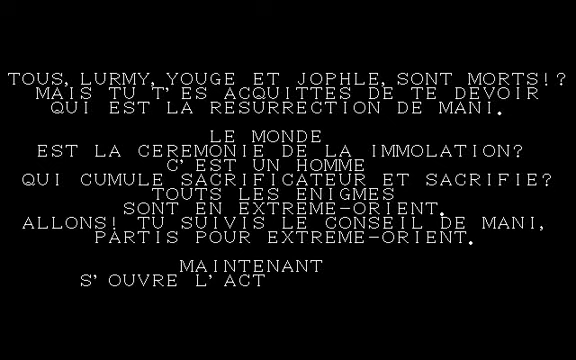 TOUS, LURMY, YOUGE ET JOPHLE, SONT MORTS!?
MAIS TU T'ES ACQUITTES DE TE DEVOIR
QUI EST LA RESURRECTION DE MANI.
LE MONDE
EST LA CEREMONIE DE LA IMMOLATION?
C'EST UN HOMME
QUI CUMULE SACRIFICATEUR ET SACRIFIE?
TOUTS LES ENIGMES
SONT EN EXTREME-ORIENT.
ALLONS! TU SUIVIS LE CONSEIL DE MANI,
PARTIS POUR EXTREME-ORIENT.
MAINTENANT
S'OUVRE L'ACT